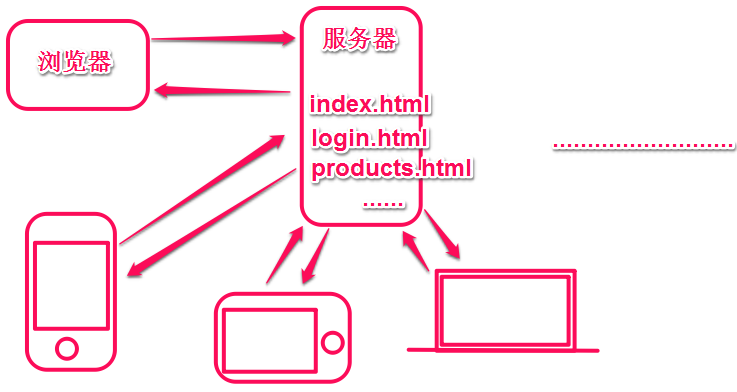 浏览器
服务器
index.html
login.html
products.html
......
..............................